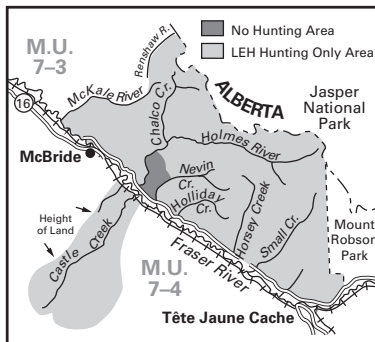 No Hunting Area
LEH Hunting Only Area
M.U.
7–3
Renshaw R.
McKale River
Chalco Cr.
ALBERTA
Jasper
National
Park
16
McBride
Holmes River
Nevin
Cr.
Holliday
Cr.
Horsey Creek
Small Cr.
Mount
Robson
Park
Height
of Land
Castle Creek
Fraser River
M.U.
7–4
Tête Jaune Cache